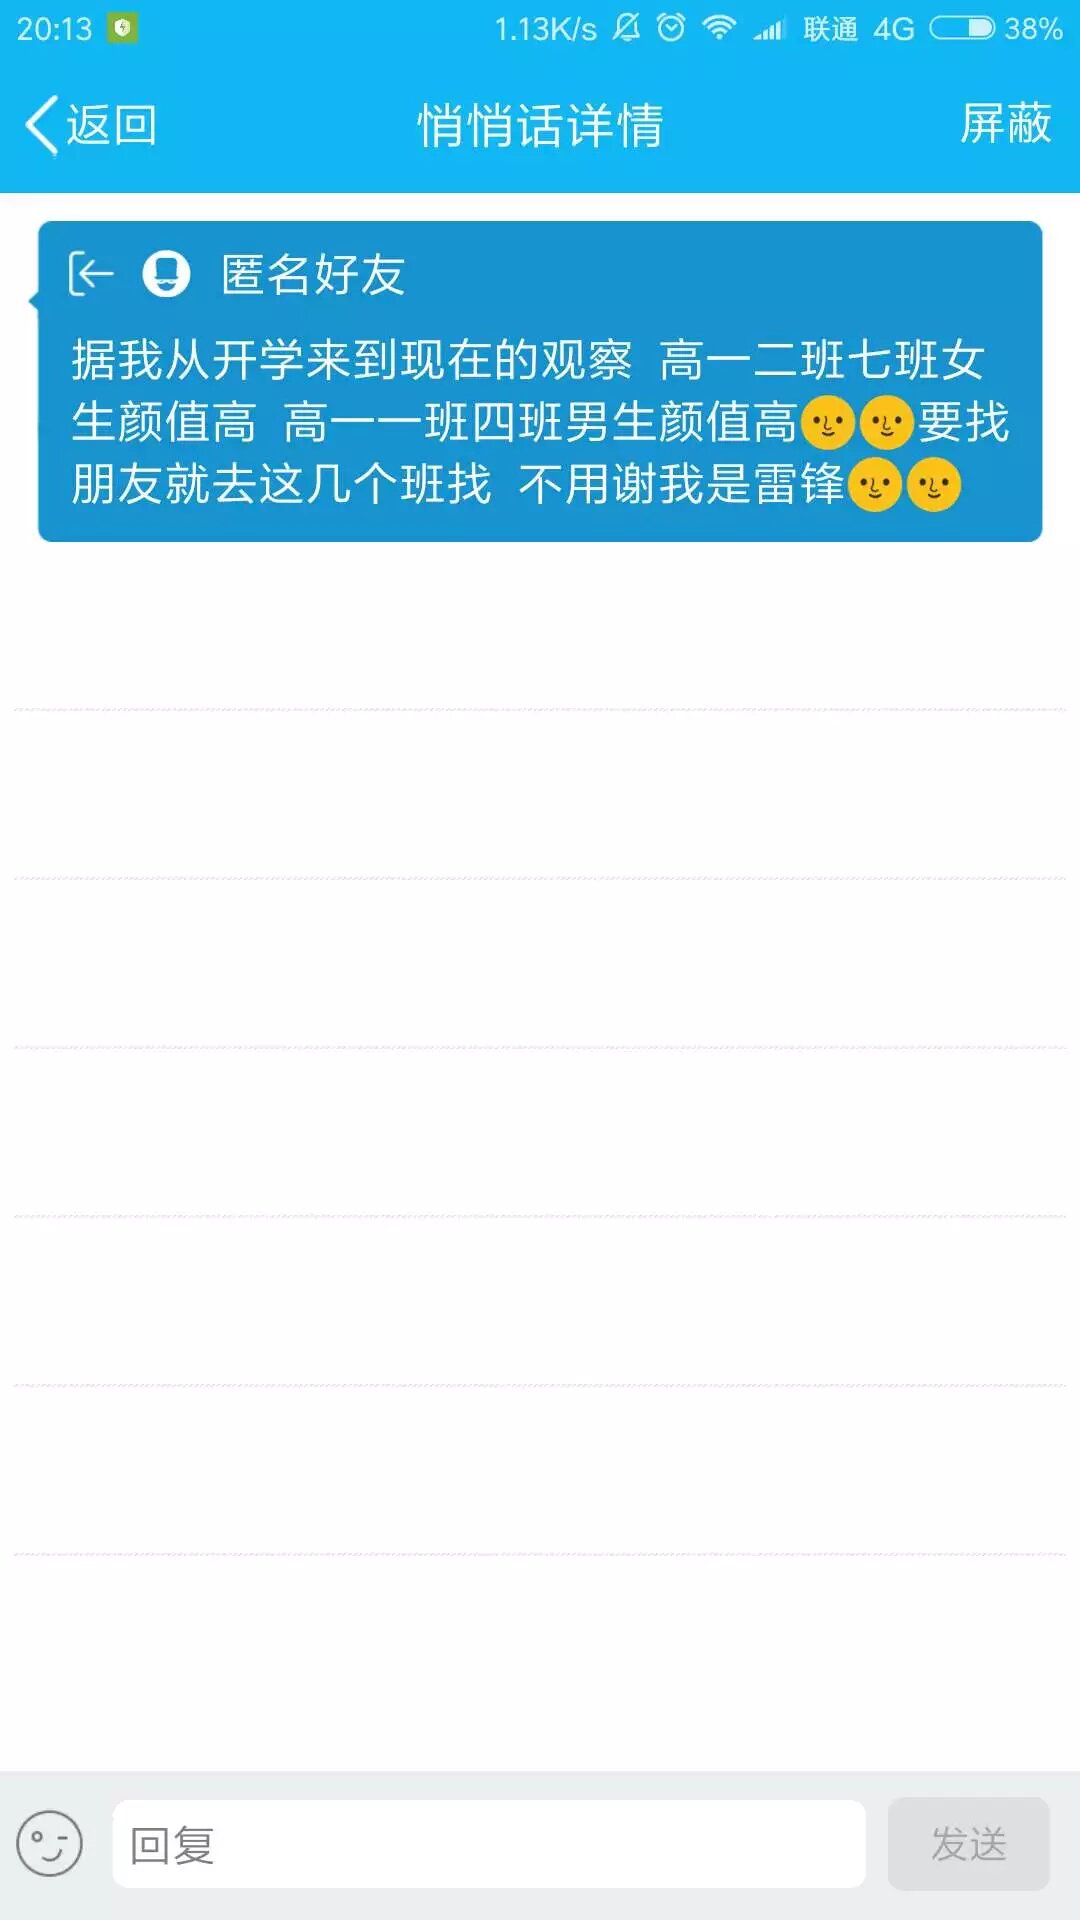 20:13 1.13K/s 联通 4G 38%
返回 悄悄话详情 屏蔽
匿名好友
据我从开学来到现在的观察 高一二班七班女
生颜值高 高一一班四班男生颜值高🌝🌝要找
朋友就去这几个班找 不用谢我是雷锋🌝🌝
回复 发送